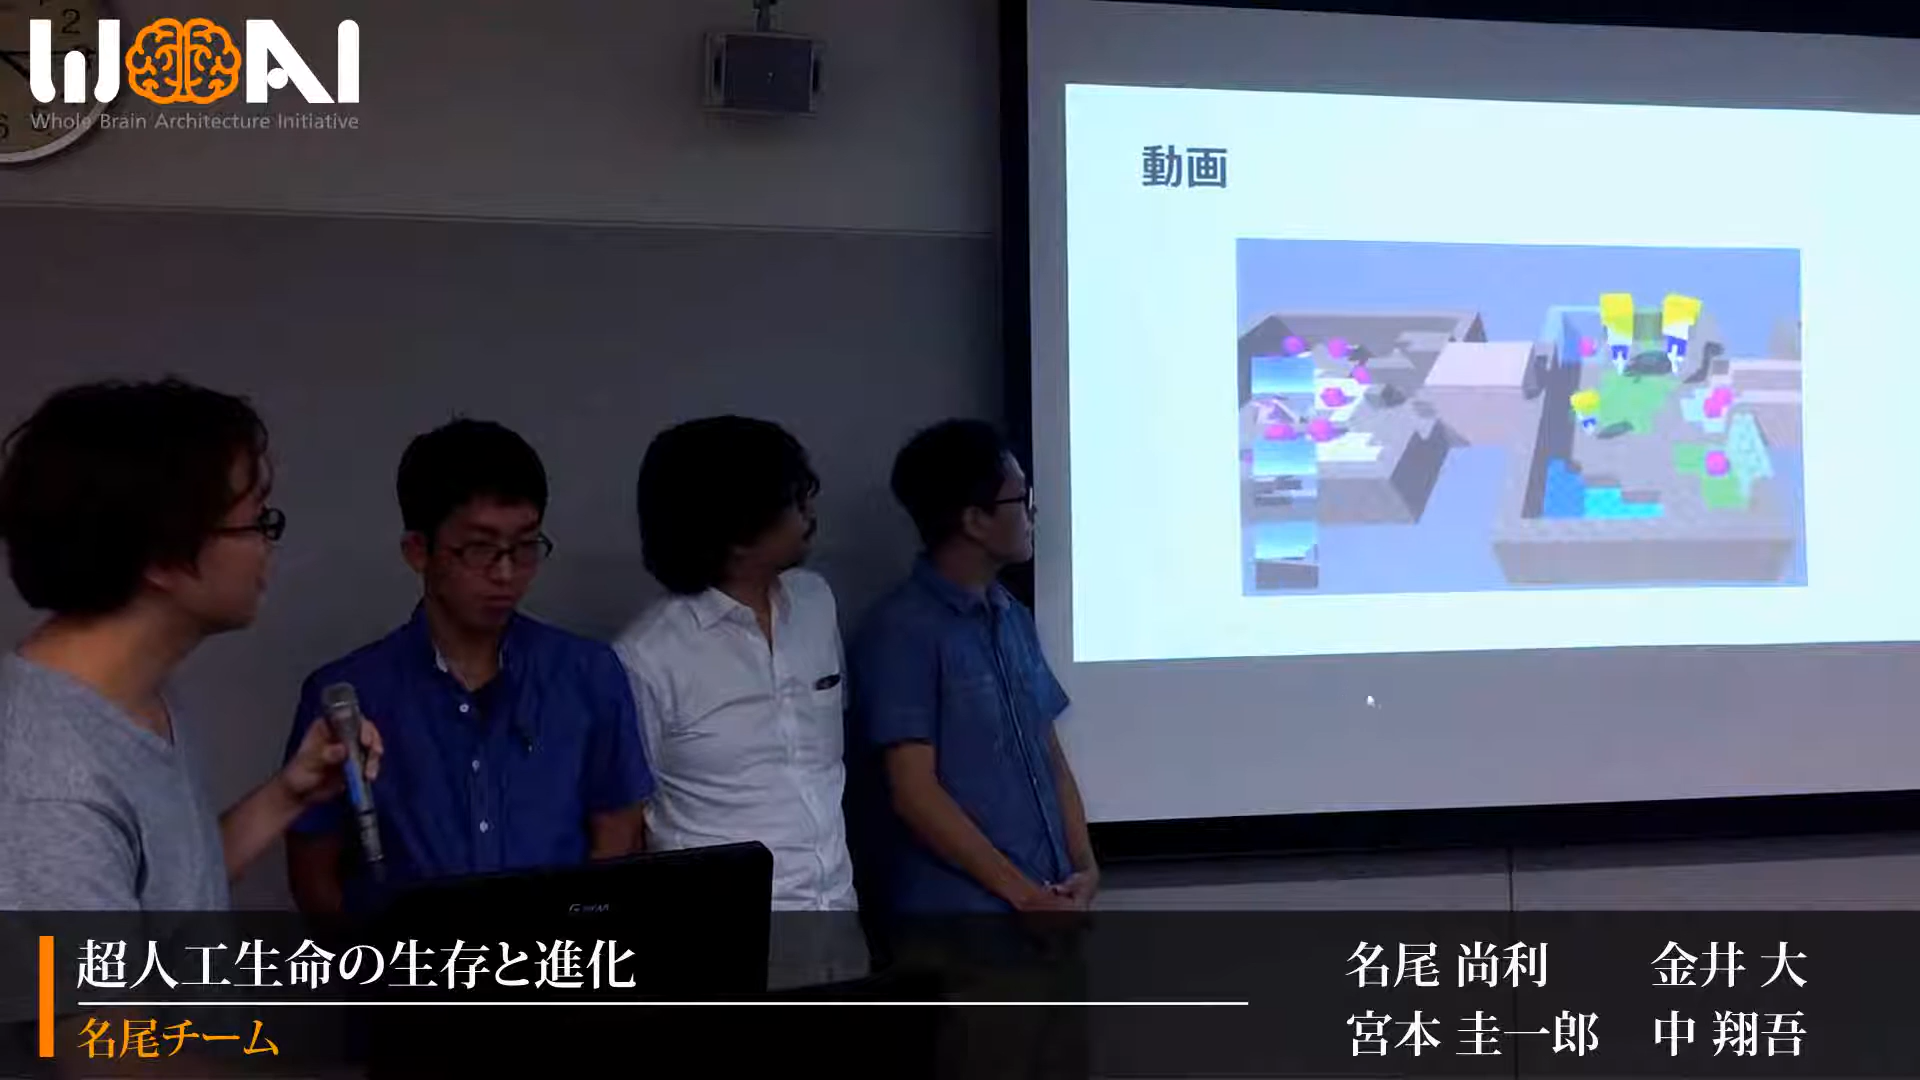 WBAI
Whole Brain Architecture Initiative
動画
超人工生命の生存と進化
名尾チーム
名尾 尚利
金井 大
宮本 圭一郎
中 翔吾